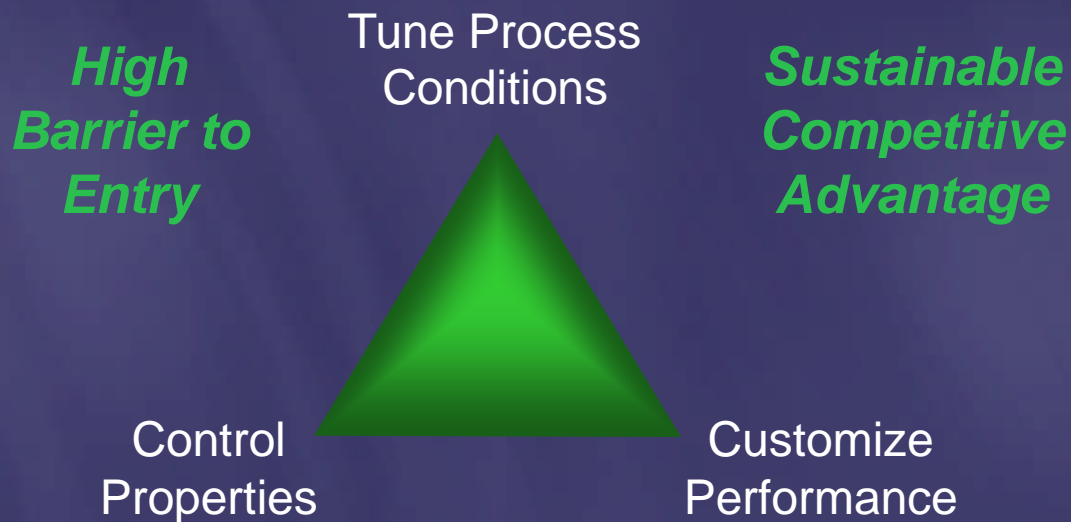 High
Barrier to
Entry
Tune Process
Conditions
Sustainable
Competitive
Advantage
Control
Properties
Customize
Performance